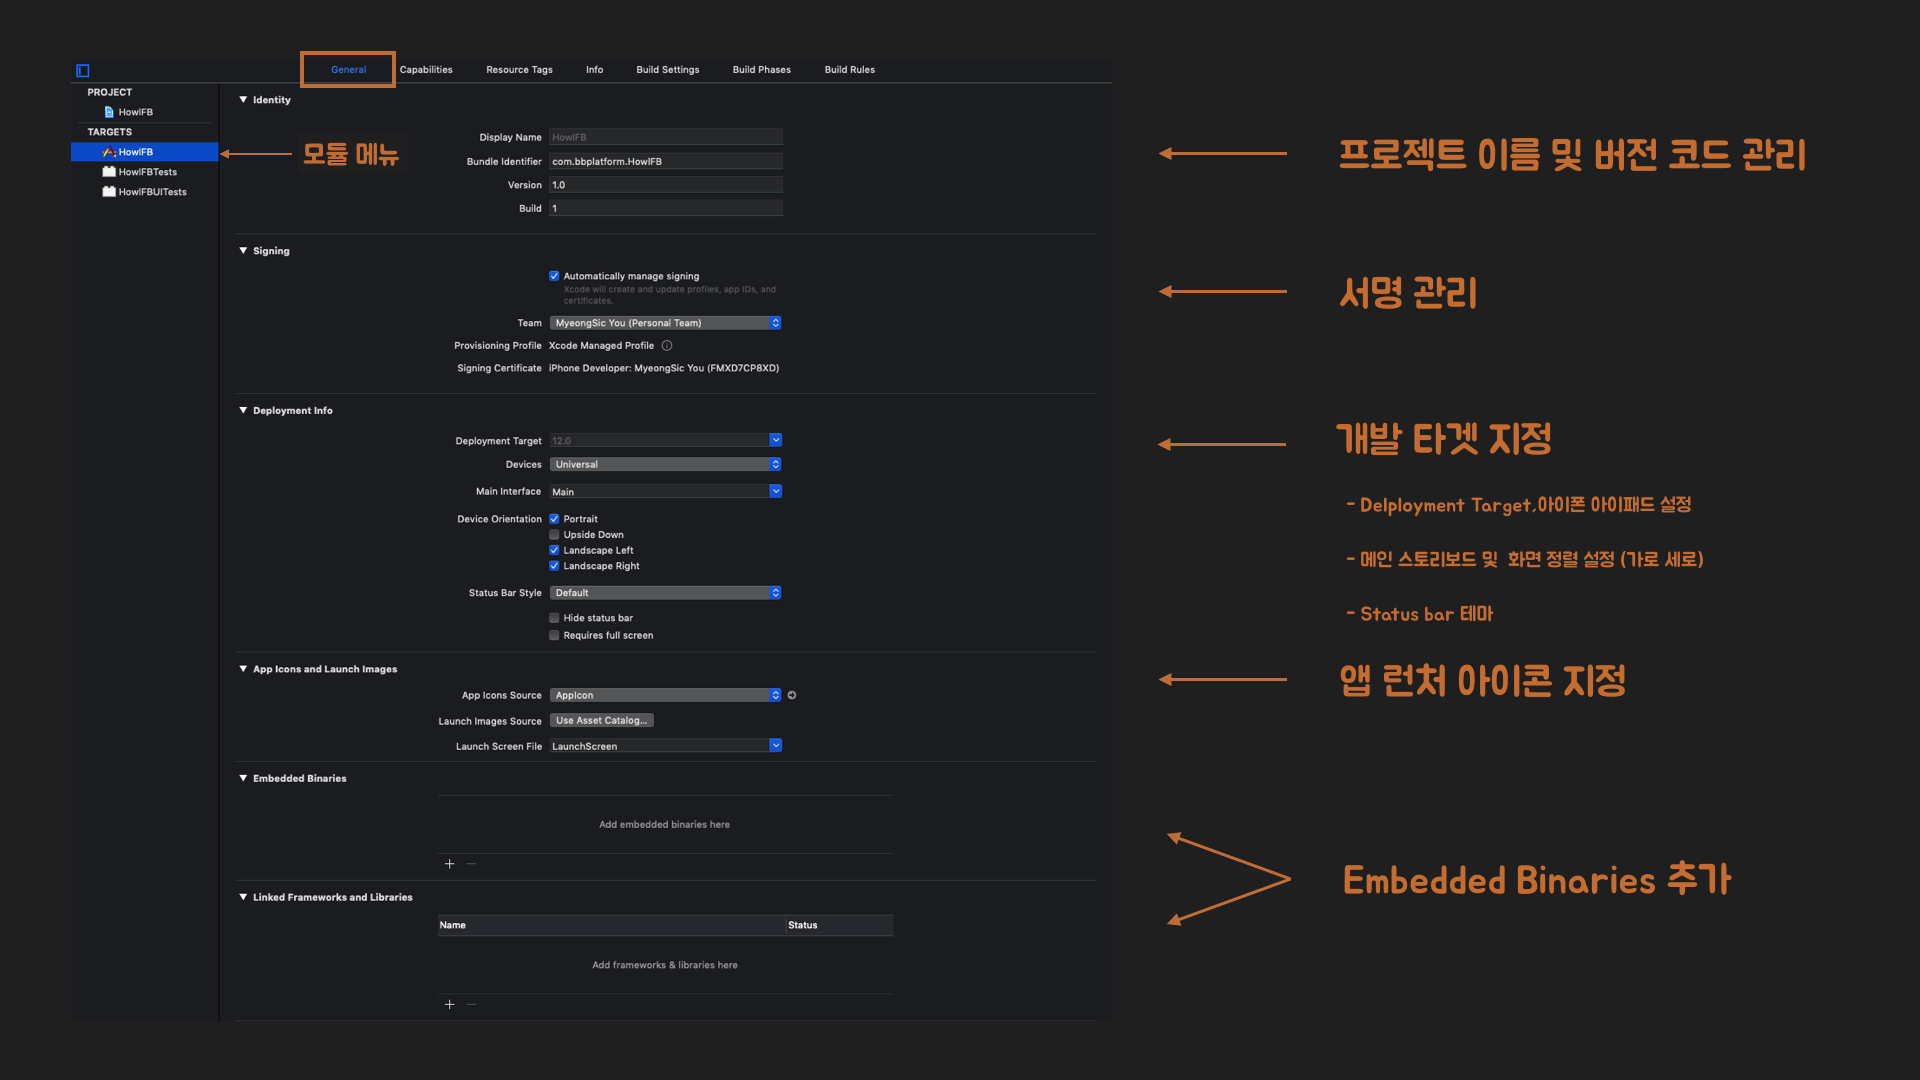 General Capabilities Resource Tags Info Build Settings Build Phases Build Rules
PROJECT
HowlFB
TARGETS
HowlFB
HowlFBTests
HowlFBUITests
모듈 메뉴
Identity
Display Name HowlFB
Bundle Identifier com.bbplatform.HowlFB
Version 1.0
Build 1
프로젝트 이름 및 버전 코드 관리
Signing
Automatically manage signing
Xcode will create and update profiles, app IDs, and
certificates.
Team MyeongSic You (Personal Team)
Provisioning Profile Xcode Managed Profile
Signing Certificate iPhone Developer: MyeongSic You (FMXD7CP8XD)
서명 관리
Deployment Info
Deployment Target 12.0
Devices Universal
Main Interface Main
Device Orientation Portrait
Upside Down
Landscape Left
Landscape Right
Status Bar Style Default
Hide status bar
Requires full screen
개발 타겟 지정
- Delployment Target,아이폰 아이패드 설정
- 메인 스토리보드 및 화면 정렬 설정 (가로 세로)
- Status bar 테마
App Icons and Launch Images
App Icons Source AppIcon
Launch Images Source Use Asset Catalog...
Launch Screen File LaunchScreen
앱 런처 아이콘 지정
Embedded Binaries
Add embedded binaries here
+ −
Linked Frameworks and Libraries
Name Status
Add frameworks & libraries here
+ −
Embedded Binaries 추가